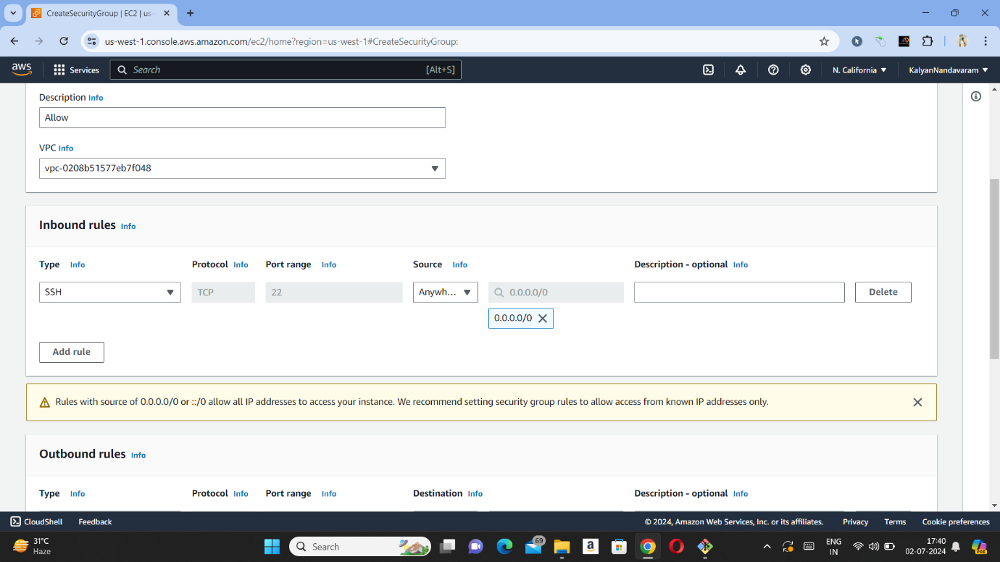 CreateSecurityGroup | EC2 | us-
us-west-1.console.aws.amazon.com/ec2/home?region=us-west-1#CreateSecurityGroup:
aws Services Search [Alt+S] N. California KalyanNandavaram
Description Info
Allow
VPC Info
vpc-0208b51577eb7f048
Inbound rules Info
Type Info Protocol Info Port range Info Source Info Description - optional Info
SSH TCP 22 Anywh... 0.0.0.0/0 Delete
0.0.0.0/0
Add rule
Rules with source of 0.0.0.0/0 or ::/0 allow all IP addresses to access your instance. We recommend setting security group rules to allow access from known IP addresses only.
Outbound rules Info
Type Info Protocol Info Port range Info Destination Info Description - optional Info
CloudShell Feedback © 2024, Amazon Web Services, Inc. or its affiliates. Privacy Terms Cookie preferences
31°C
Haze
Search
69
a
ENG
IN
17:40
02-07-2024
PRE